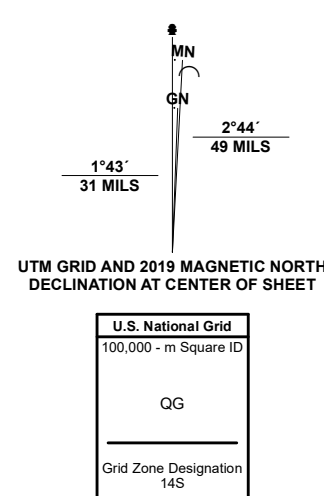 MN
GN
2°44´
49 MILS
1°43´
31 MILS
UTM GRID AND 2019 MAGNETIC NORTH
DECLINATION AT CENTER OF SHEET
U.S. National Grid
100,000 - m Square ID
QG
Grid Zone Designation
14S